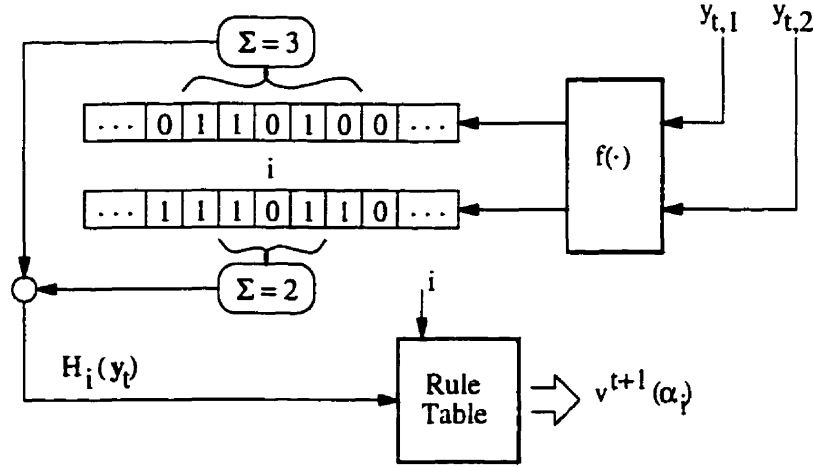 y_{t,1} y_{t,2}
Σ = 3
... 0 1 1 0 1 0 0 ...
f(·)
i
... 1 1 1 0 1 1 0 ...
Σ = 2
i
H_i(y_t)
Rule
Table
v^{t+1}(α_i)